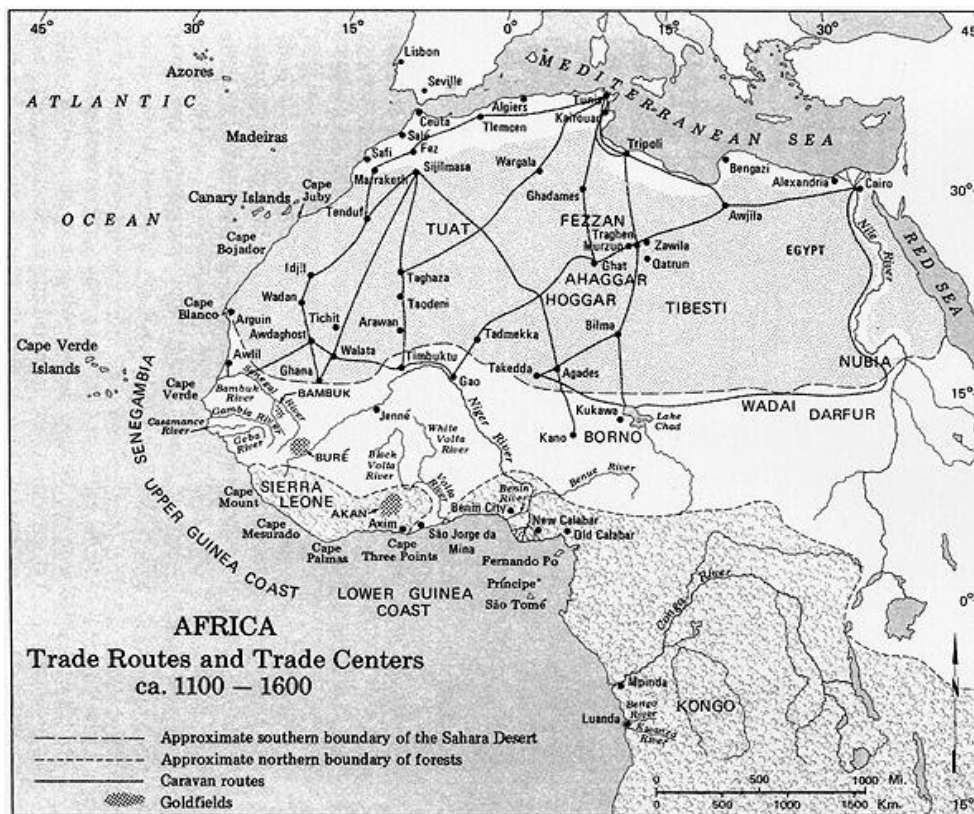 45°
30°
15°
0°
15°
30°
45°
Lisbon
Azores
Seville
MEDITERRANEAN SEA
ATLANTIC
Algiers
Tunis
Ceuta
Kairouan
Tlemcen
Madeiras
Salé
Fez
Tripoli
Safi
Sijilmasa
Wargala
Bengazi
Marrakesh
Alexandria
Cairo
30°
Cape
Juby
Canary Islands
Ghadames
Tenduf
Awjila
OCEAN
TUAT
FEZZAN
Cape
Bojador
Traghen
Murzuq
Zawila
EGYPT
Nile
River
RED SEA
Qatrun
Idjil
Taghaza
Ghat
AHAGGAR
HOGGAR
TIBESTI
Cape
Blanco
Wadan
Taodeni
Arguin
Tichit
Arawan
Tadmekka
Bilma
Awdaghost
Cape Verde
Islands
Walata
Awlil
Timbuktu
NUBIA
Ghana
Takedda
Agades
Cape
Verde
Gao
Bambuk
River
Senegal
River
BAMBUK
15°
WADAI
DARFUR
Gambia River
Jenné
Niger
River
Kukawa
Lake
Chad
SENEGAMBIA
Casamance
River
Geba
River
White
Volta
River
Kano
BORNO
BURÉ
Black
Volta
River
Benue River
SIERRA
LEONE
Volta
River
Benin
River
Cape
Mount
AKAN
Benin City
UPPER GUINEA COAST
Axim
New Calabar
Old Calabar
Cape
Mesurado
Cape
Palmas
Cape
Three Points
São Jorge da
Mina
Fernando Po
Príncipe
São Tomé
LOWER GUINEA
COAST
Congo River
0°
AFRICA
Trade Routes and Trade Centers
ca. 1100 — 1600
Mpinda
Bengo
River
KONGO
Luanda
Kwanza
River
Approximate southern boundary of the Sahara Desert
Approximate northern boundary of forests
Caravan routes
Goldfields
0
500
1000 Mi.
0
500
1000
1500
Km.
N
15°